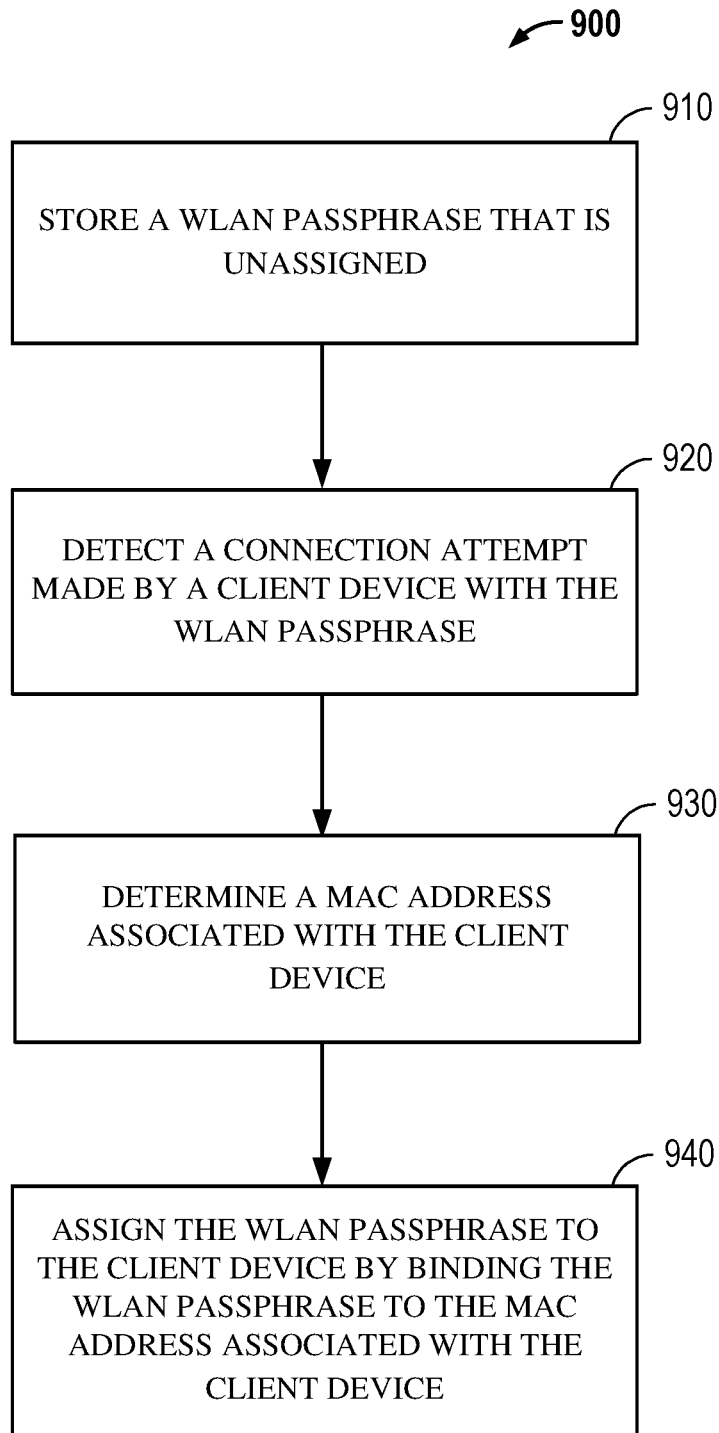 900
910
STORE A WLAN PASSPHRASE THAT IS
UNASSIGNED
920
DETECT A CONNECTION ATTEMPT
MADE BY A CLIENT DEVICE WITH THE
WLAN PASSPHRASE
930
DETERMINE A MAC ADDRESS
ASSOCIATED WITH THE CLIENT
DEVICE
940
ASSIGN THE WLAN PASSPHRASE TO
THE CLIENT DEVICE BY BINDING THE
WLAN PASSPHRASE TO THE MAC
ADDRESS ASSOCIATED WITH THE
CLIENT DEVICE